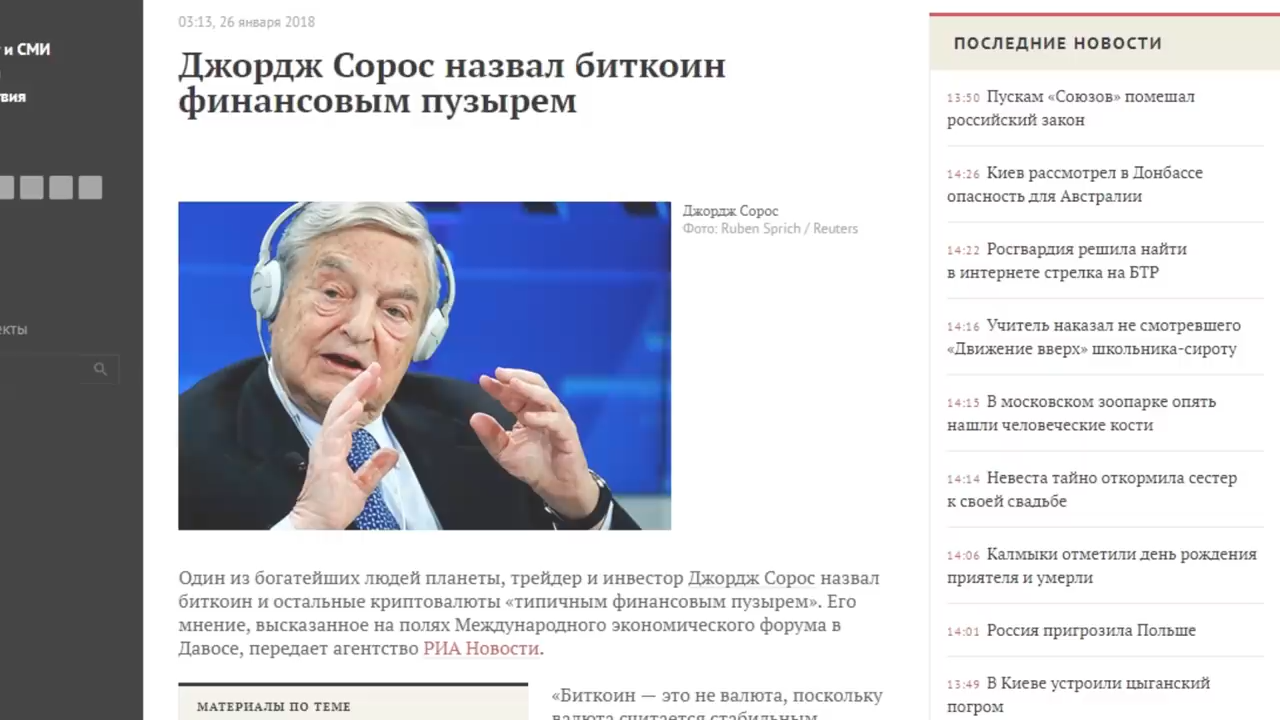 и СМИ
03:13, 26 января 2018
Джордж Сорос назвал биткоин
финансовым пузырем
Джордж Сорос
Фото: Ruben Sprich / Reuters
Один из богатейших людей планеты, трейдер и инвестор Джордж Сорос назвал
биткоин и остальные криптовалюты «типичным финансовым пузырем». Его
мнение, высказанное на полях Международного экономического форума в
Давосе, передает агентство РИА Новости.
МАТЕРИАЛЫ ПО ТЕМЕ
«Биткоин — это не валюта, поскольку
валюта считается стабильным
ПОСЛЕДНИЕ НОВОСТИ
13:50 Пускам «Союзов» помешал
российский закон
14:26 Киев рассмотрел в Донбассе
опасность для Австралии
14:22 Росгвардия решила найти
в интернете стрелка на БТР
14:16 Учитель наказал не смотревшего
«Движение вверх» школьника-сироту
14:15 В московском зоопарке опять
нашли человеческие кости
14:14 Невеста тайно откормила сестер
к своей свадьбе
14:06 Калмыки отметили день рождения
приятеля и умерли
14:01 Россия пригрозила Польше
13:49 В Киеве устроили цыганский
погром